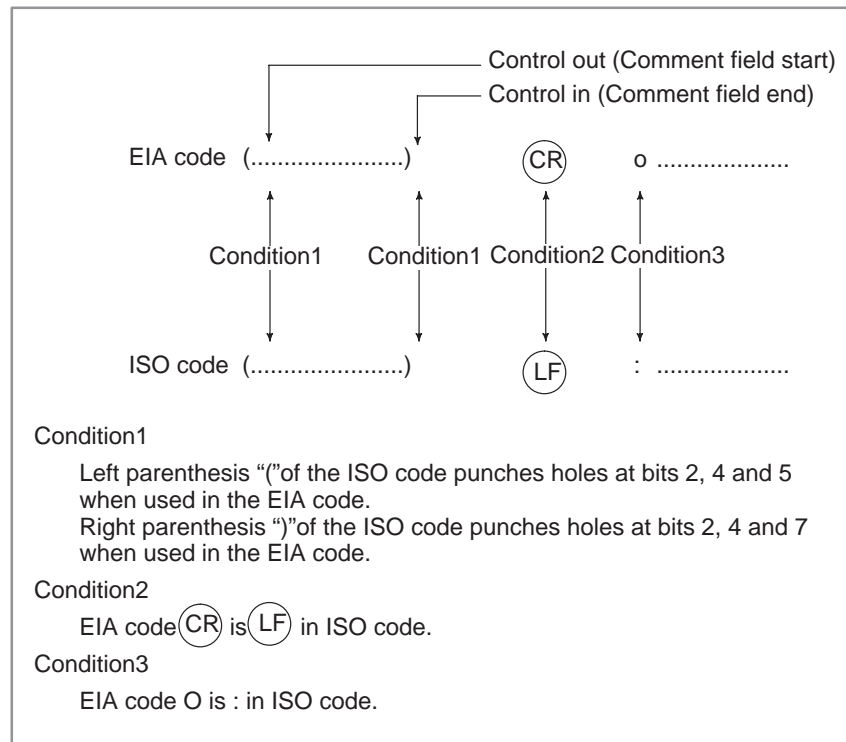 Control out (Comment field start)
Control in (Comment field end)
EIA code (.......................) CR o ....................
Condition1 Condition1 Condition2 Condition3
ISO code (.......................) LF : ....................
Condition1
Left parenthesis “(”of the ISO code punches holes at bits 2, 4 and 5
when used in the EIA code.
Right parenthesis “)”of the ISO code punches holes at bits 2, 4 and 7
when used in the EIA code.
Condition2
EIA code CR is LF in ISO code.
Condition3
EIA code O is : in ISO code.